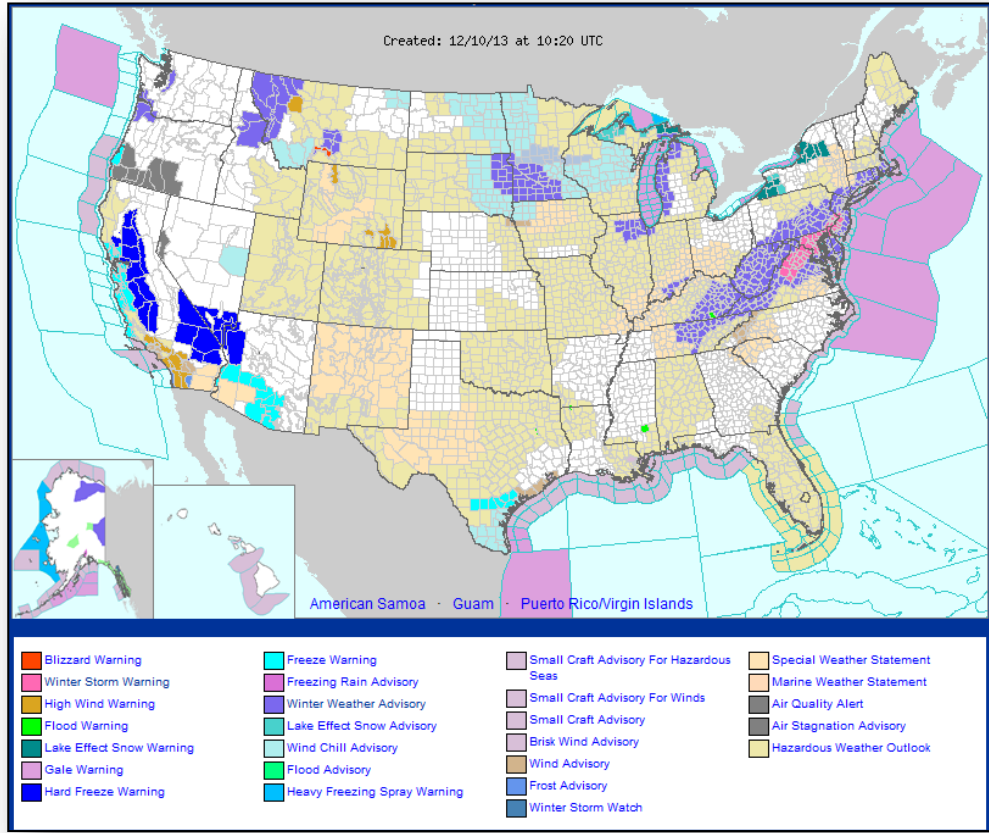 Created: 12/10/13 at 10:20 UTC
American Samoa · Guam · Puerto Rico/Virgin Islands
Blizzard Warning
Winter Storm Warning
High Wind Warning
Flood Warning
Lake Effect Snow Warning
Gale Warning
Hard Freeze Warning
Freeze Warning
Freezing Rain Advisory
Winter Weather Advisory
Lake Effect Snow Advisory
Wind Chill Advisory
Flood Advisory
Heavy Freezing Spray Warning
Small Craft Advisory For Hazardous
Seas
Small Craft Advisory For Winds
Small Craft Advisory
Brisk Wind Advisory
Wind Advisory
Frost Advisory
Winter Storm Watch
Special Weather Statement
Marine Weather Statement
Air Quality Alert
Air Stagnation Advisory
Hazardous Weather Outlook